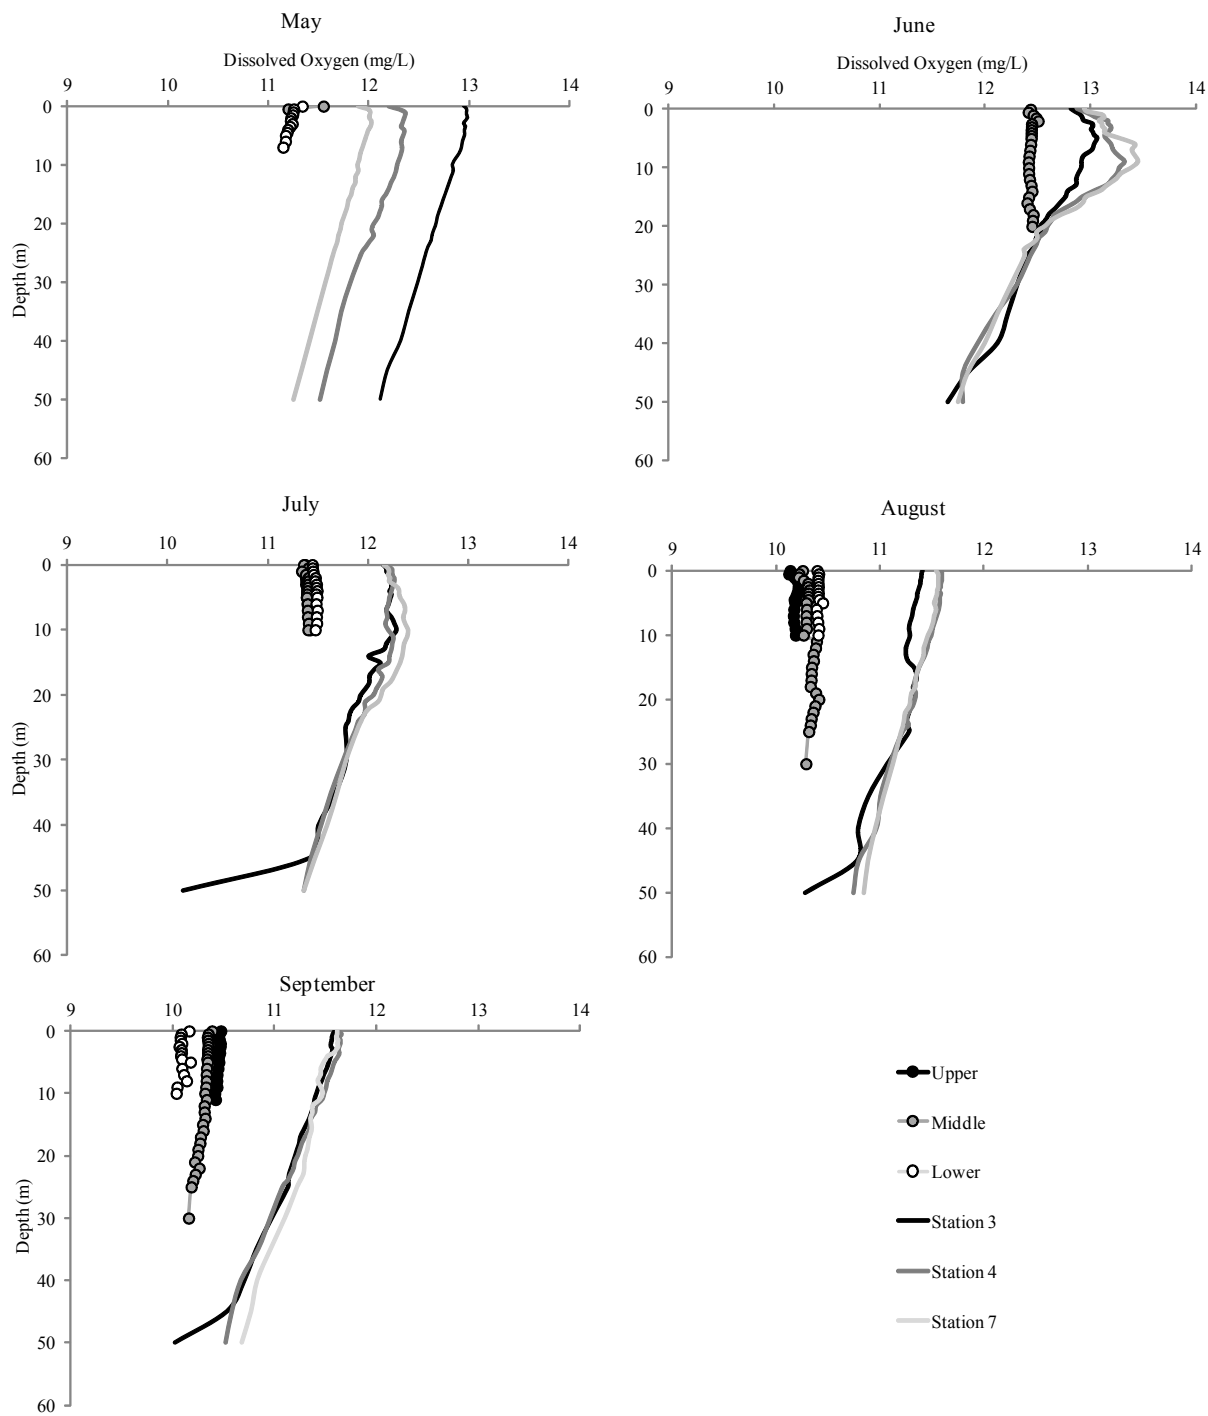 May
Dissolved Oxygen (mg/L)
9 10 11 12 13 14
0
10
20
30
40
50
60
Depth (m)
June
Dissolved Oxygen (mg/L)
9 10 11 12 13 14
0
10
20
30
40
50
60
July
9 10 11 12 13 14
0
10
20
30
40
50
60
Depth (m)
August
9 10 11 12 13 14
0
10
20
30
40
50
60
September
9 10 11 12 13 14
0
10
20
30
40
50
60
Depth (m)
Upper
Middle
Lower
Station 3
Station 4
Station 7